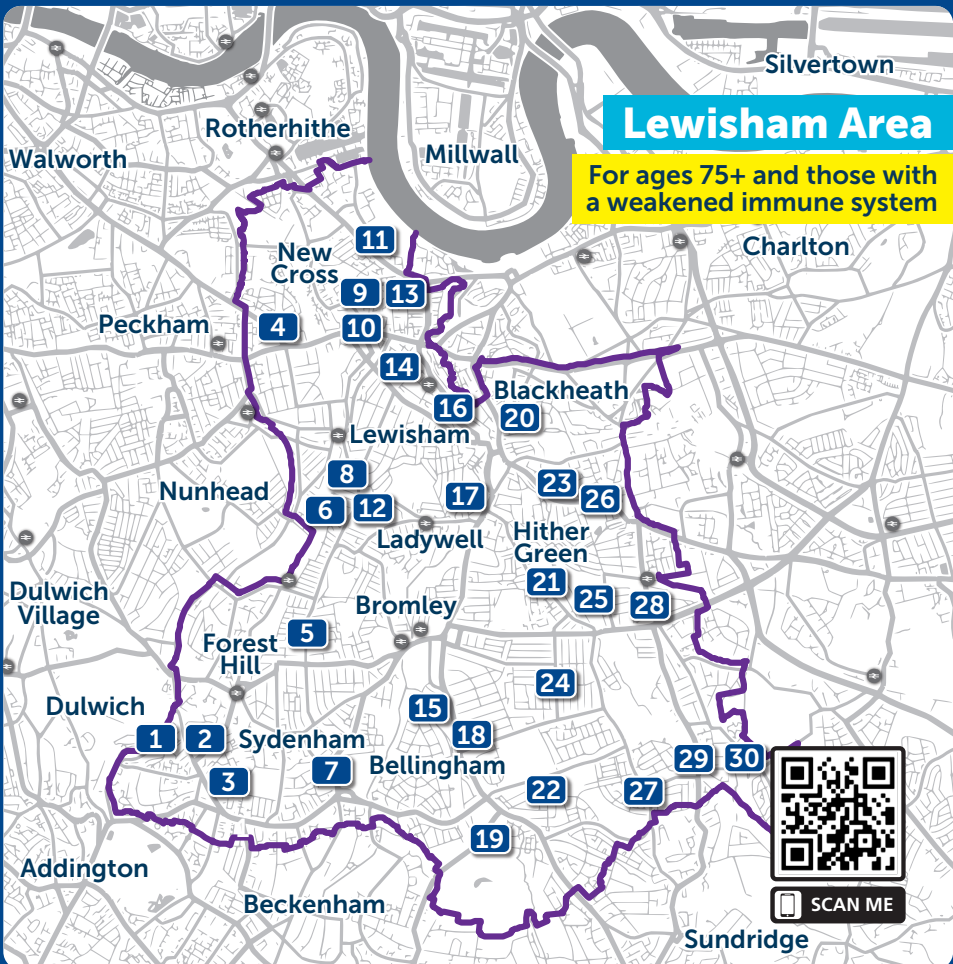 Silvertown
Lewisham Area
Rotherhithe
Walworth
Millwall
For ages 75+ and those with
a weakened immune system
Charlton
11
New
Cross
9
13
Peckham
4
10
14
Blackheath
16
20
Lewisham
8
23
Nunhead
17
26
6
12
Ladywell
Hither
Green
21
25
28
Dulwich
Village
Bromley
5
Forest
Hill
24
Dulwich
15
1
2
Sydenham
18
Bellingham
29
30
7
3
22
27
19
Addington
Beckenham
SCAN ME
Sundridge